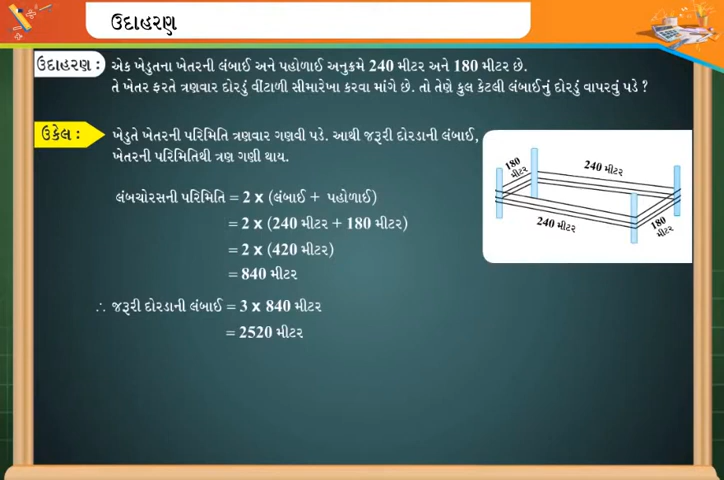 ઉદાહરણ
ઉદાહરણ : એક ખેડુતના ખેતરની લંબાઈ અને પહોળાઈ અનુક્રમે 240 મીટર અને 180 મીટર છે.
તે ખેતર ફરતે ત્રણવાર દોરડું વીંટાળી સીમારેખા કરવા માંગે છે. તો તેણે કુલ કેટલી લંબાઈનું દોરડું વાપરવું પડે ?
ઉકેલ : ખેડુતે ખેતરની પરિમિતિ ત્રણવાર ગણવી પડે. આથી જરૂરી દોરડાની લંબાઈ,
ખેતરની પરિમિતિથી ત્રણ ગણી થાય.
180 મીટર
240 મીટર
240 મીટર
180 મીટર
લંબચોરસની પરિમિતિ = 2 x (લંબાઈ + પહોળાઈ)
= 2 x (240 મીટર + 180 મીટર)
= 2 x (420 મીટર)
= 840 મીટર
∴ જરૂરી દોરડાની લંબાઈ = 3 x 840 મીટર
= 2520 મીટર